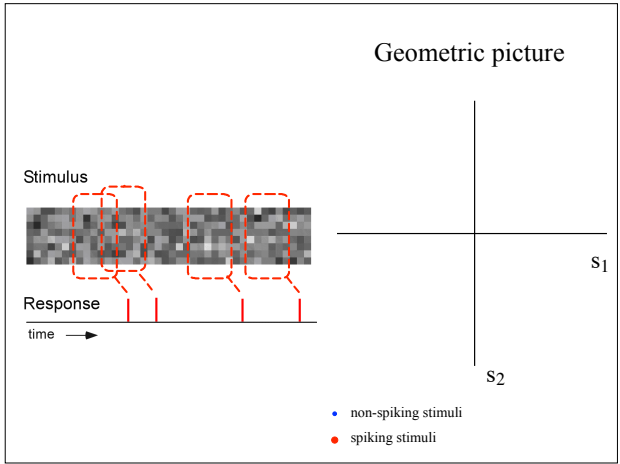 Geometric picture
Stimulus
Response
time
s1
s2
non-spiking stimuli
spiking stimuli